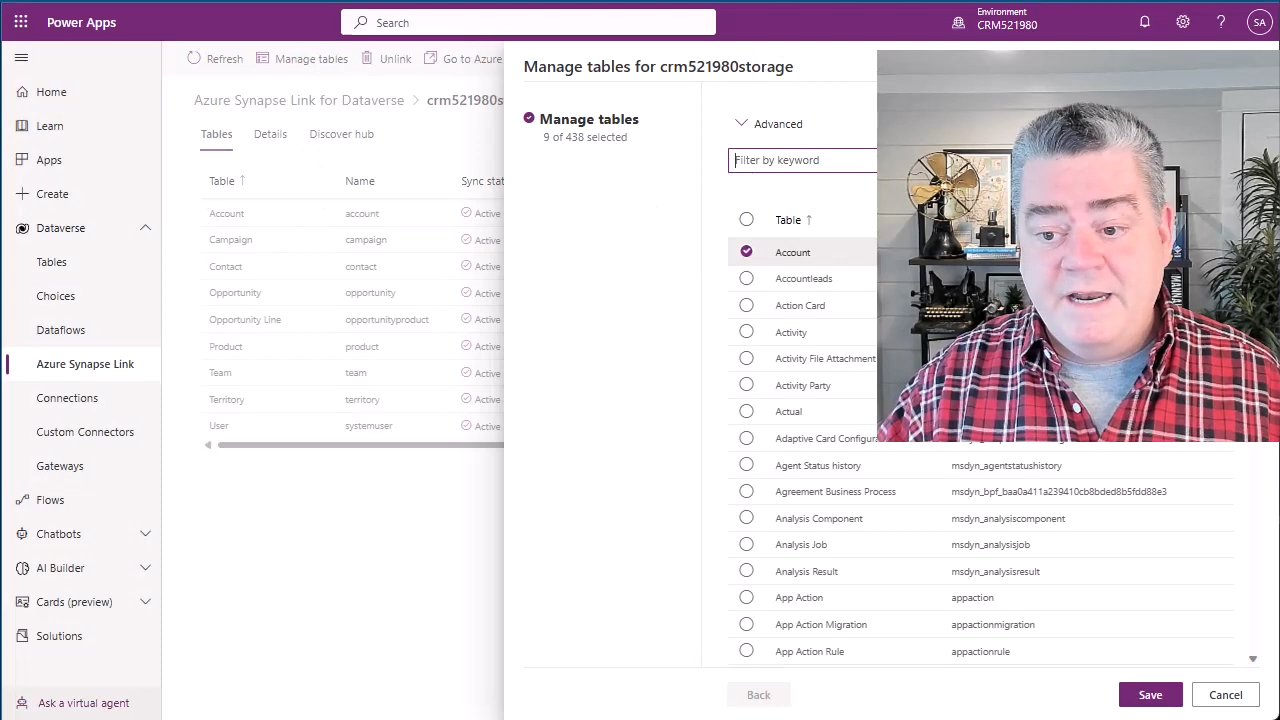 Power Apps
Search
Environment
CRM521980
SA
Home
Learn
Apps
Create
Dataverse
Tables
Choices
Dataflows
Azure Synapse Link
Connections
Custom Connectors
Gateways
Flows
Chatbots
AI Builder
Cards (preview)
Solutions
Ask a virtual agent
Refresh
Manage tables
Unlink
Go to Azure
Azure Synapse Link for Dataverse > crm521980s
Tables
Details
Discover hub
Table ↑ Name Sync stat
Account account Active
Campaign campaign Active
Contact contact Active
Opportunity opportunity Active
Opportunity Line opportunityproduct Active
Product product Active
Team team Active
Territory territory Active
User systemuser Active
Manage tables for crm521980storage
Manage tables
9 of 438 selected
Advanced
Filter by keyword
Table ↑
Account
Accountleads
Action Card
Activity
Activity File Attachment
Activity Party
Actual
Adaptive Card Configura
Agent Status history msdyn_agentstatushistory
Agreement Business Process msdyn_bpf_baa0a411a239410cb8bded8b5fdd88e3
Analysis Component msdyn_analysiscomponent
Analysis Job msdyn_analysisjob
Analysis Result msdyn_analysisresult
App Action appaction
App Action Migration appactionmigration
App Action Rule appactionrule
Back
Save
Cancel